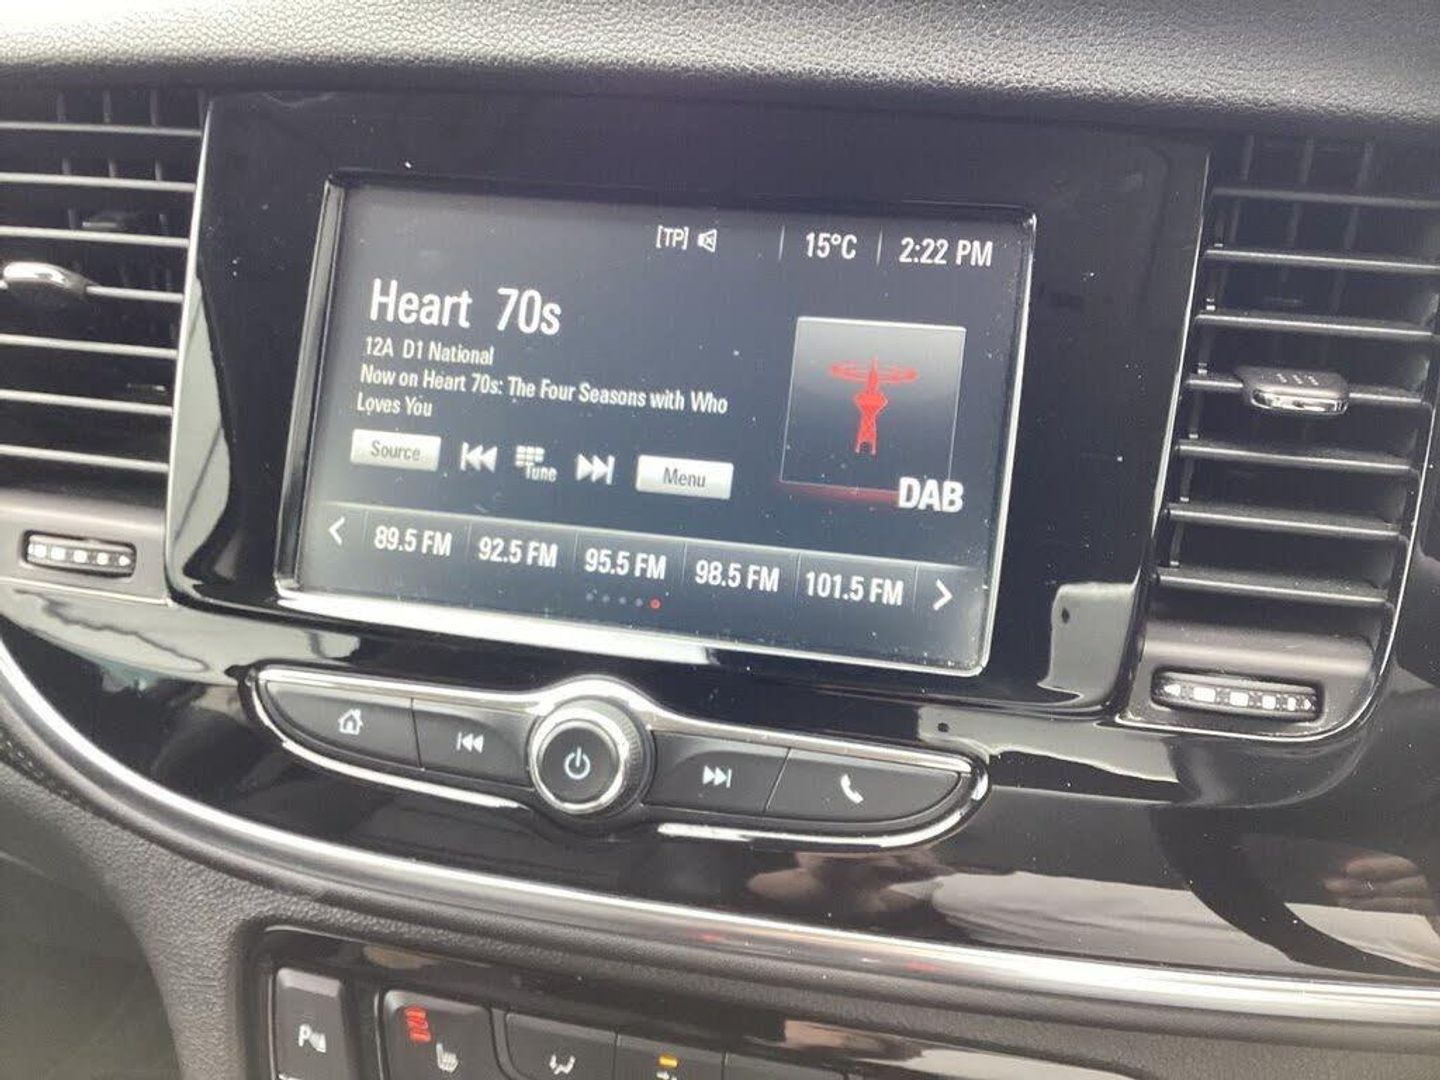 [TP] 15°C 2:22 PM
Heart 70s
12A D1 National
Now on Heart 70s: The Four Seasons with Who
Loves You
Source Tune Menu
DAB
89.5 FM 92.5 FM 95.5 FM 98.5 FM 101.5 FM
P